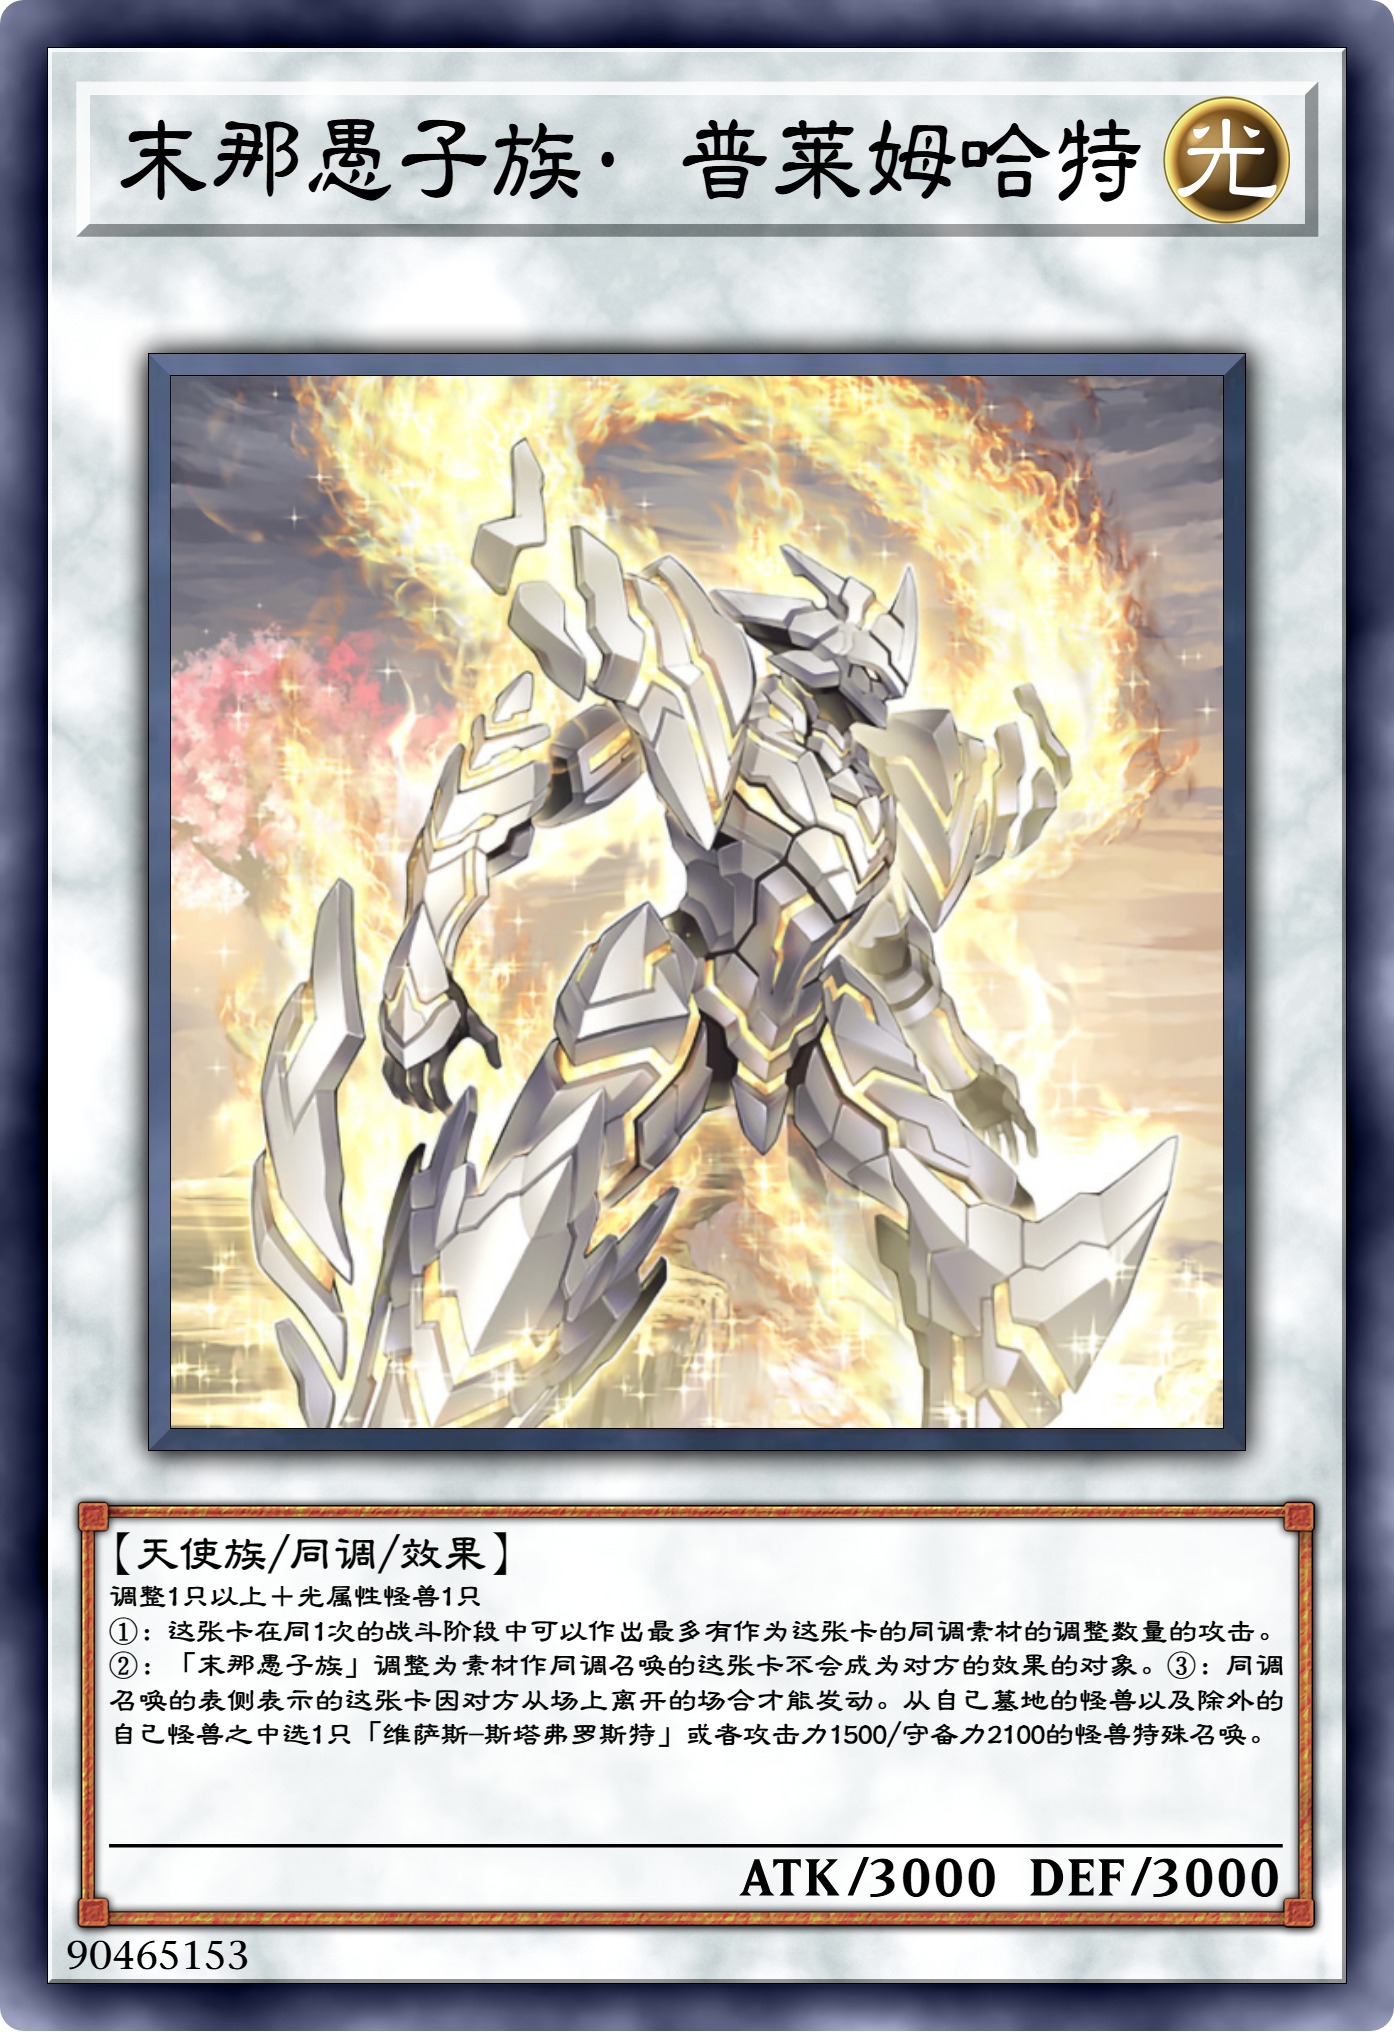 末那愚子族·普莱姆哈特
光
【天使族/同调/效果】
调整1只以上＋光属性怪兽1只
①：这张卡在同1次的战斗阶段中可以作出最多有作为这张卡的同调素材的调整数量的攻击。
②：「末那愚子族」调整为素材作同调召唤的这张卡不会成为对方的效果的对象。③：同调
召唤的表侧表示的这张卡因对方从场上离开的场合才能发动。从自己墓地的怪兽以及除外的
自己怪兽之中选1只「维萨斯-斯塔弗罗斯特」或者攻击力1500/守备力2100的怪兽特殊召唤。
ATK/3000 DEF/3000
90465153